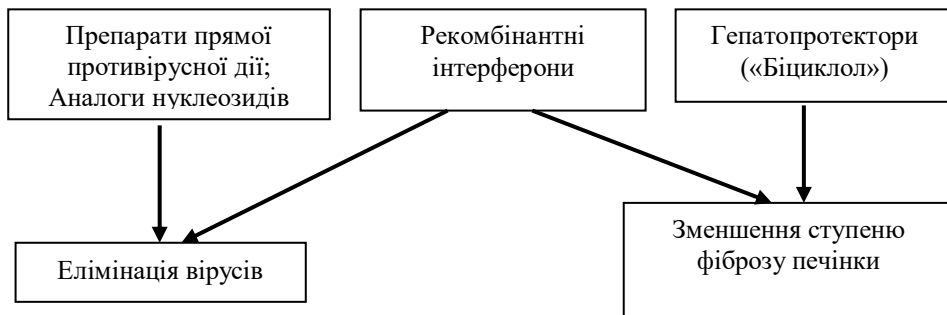 Препарати прямої
противірусної дії;
Аналоги нуклеозидів
Рекомбінантні
інтерферони
Гепатопротектори
(«Біциклол»)
Елімінація вірусів
Зменшення ступеню
фіброзу печінки